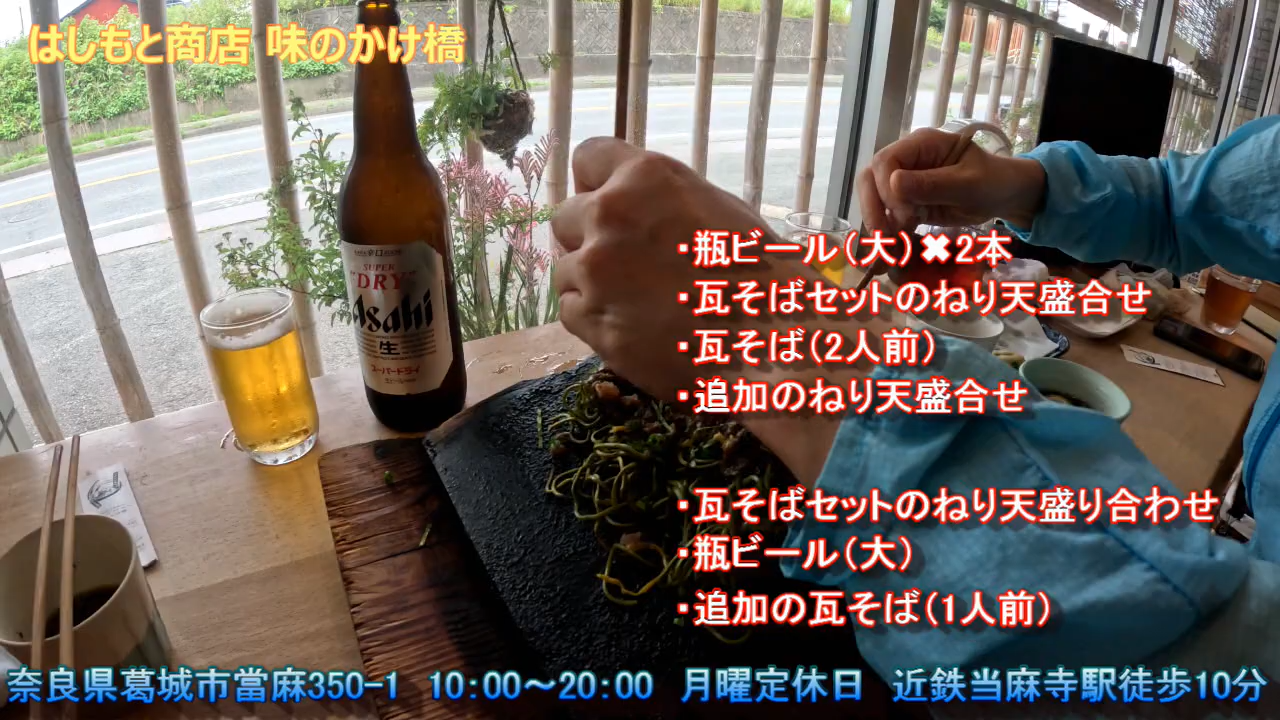 はしもと商店 味のかけ橋
辛口
SUPER
"DRY"
Asahi
生
スーパードライ
・瓶ビール（大）✖2本
・瓦そばセットのねり天盛合せ
・瓦そば（2人前）
・追加のねり天盛合せ
・瓦そばセットのねり天盛り合わせ
・瓶ビール（大）
・追加の瓦そば（1人前）
奈良県葛城市當麻350-1 10:00～20:00 月曜定休日 近鉄当麻寺駅徒歩10分